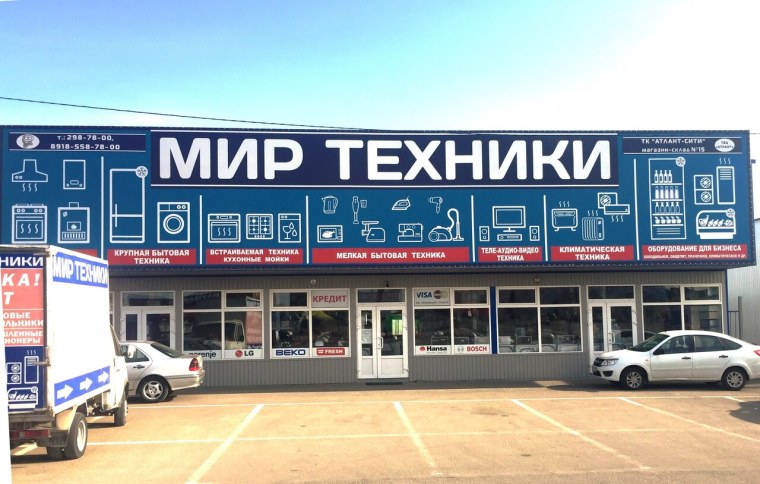 т.: 298-78-00,
8918-558-78-00
МИР ТЕХНИКИ
ТК "АТЛАНТ-СИТИ"
магазин-склад №15
КРУПНАЯ БЫТОВАЯ
ТЕХНИКА
ВСТРАИВАЕМАЯ ТЕХНИКА
КУХОННЫЕ МОЙКИ
МЕЛКАЯ БЫТОВАЯ ТЕХНИКА
ТЕЛЕ-АУДИО-ВИДЕО
ТЕХНИКА
КЛИМАТИЧЕСКАЯ
ТЕХНИКА
ОБОРУДОВАНИЕ ДЛЯ БИЗНЕСА
МИР ТЕХНИКИ
КРЕДИТ
VISA
gorenje
LG
BEKO
FRESH
Hansa
BOSCH